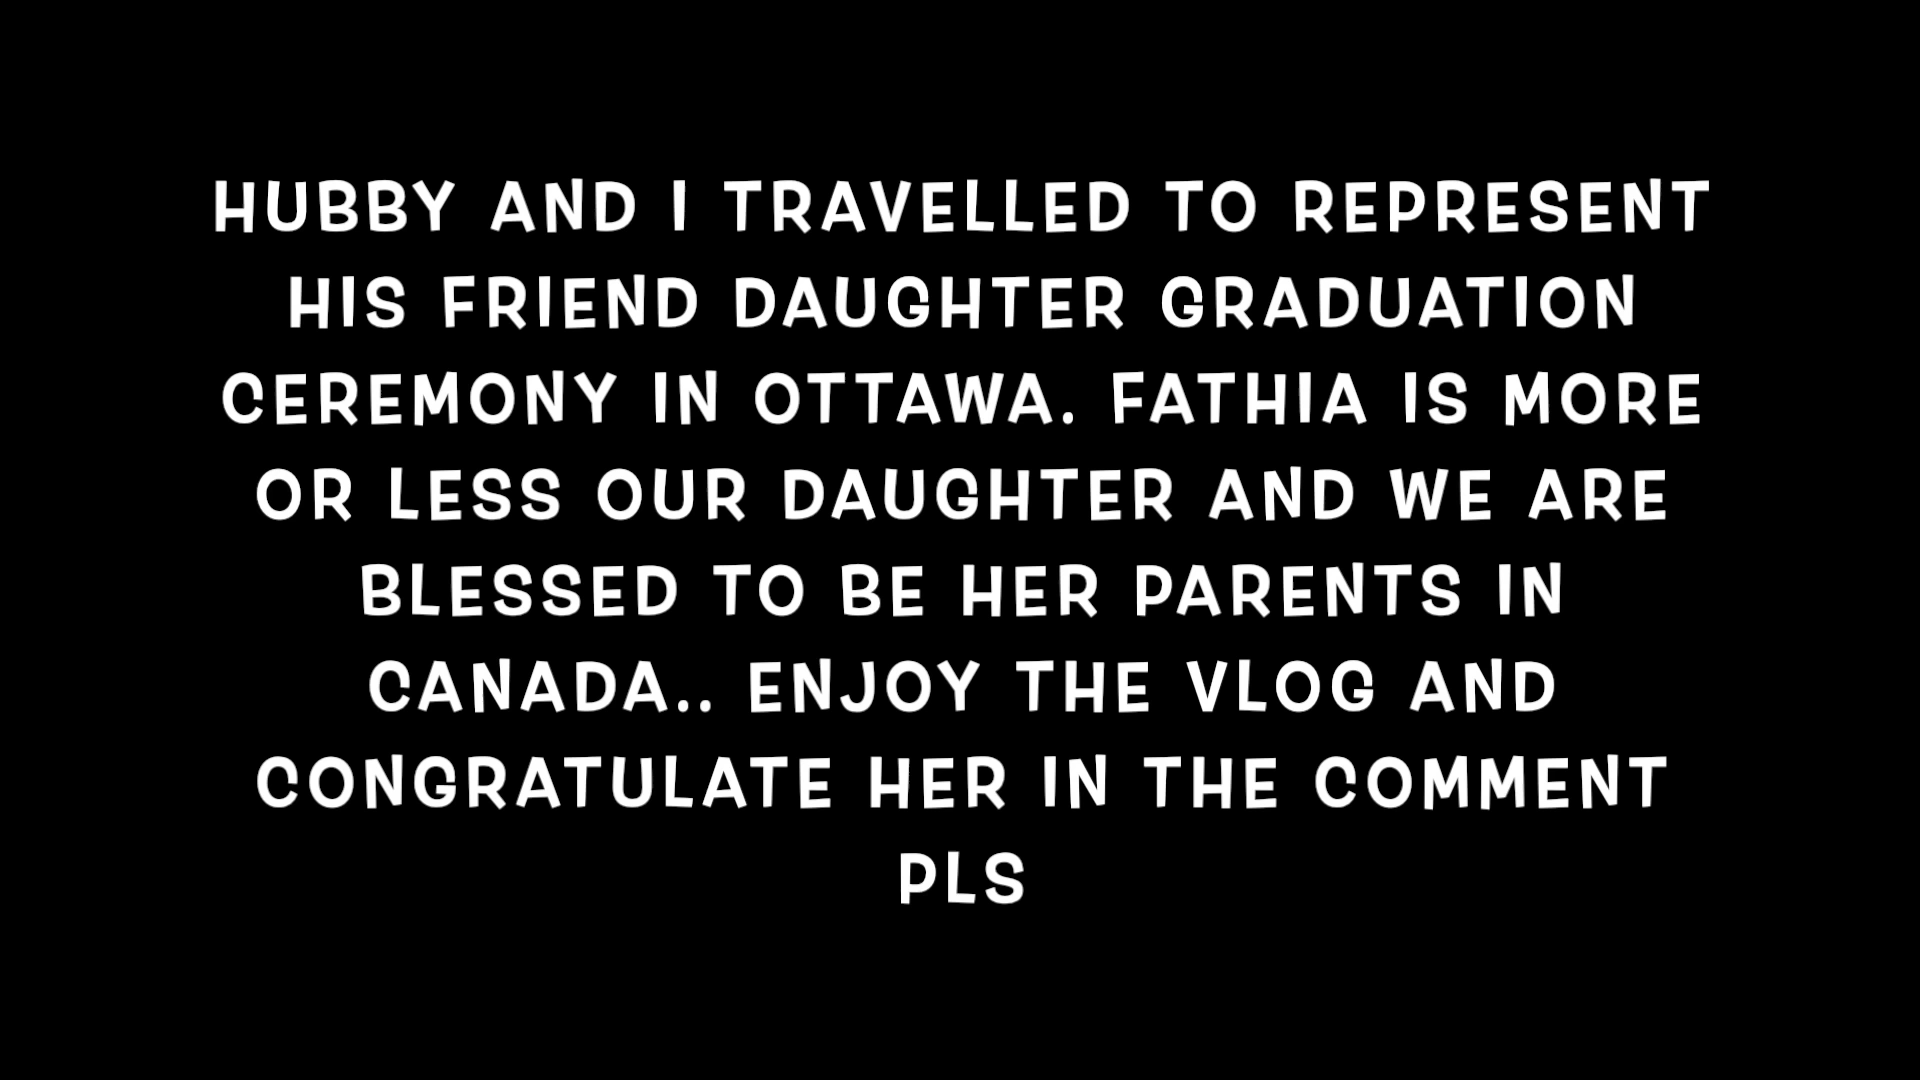 HUBBY AND I TRAVELLED TO REPRESENT
HIS FRIEND DAUGHTER GRADUATION
CEREMONY IN OTTAWA. FATHIA IS MORE
OR LESS OUR DAUGHTER AND WE ARE
BLESSED TO BE HER PARENTS IN
CANADA.. ENJOY THE VLOG AND
CONGRATULATE HER IN THE COMMENT
PLS